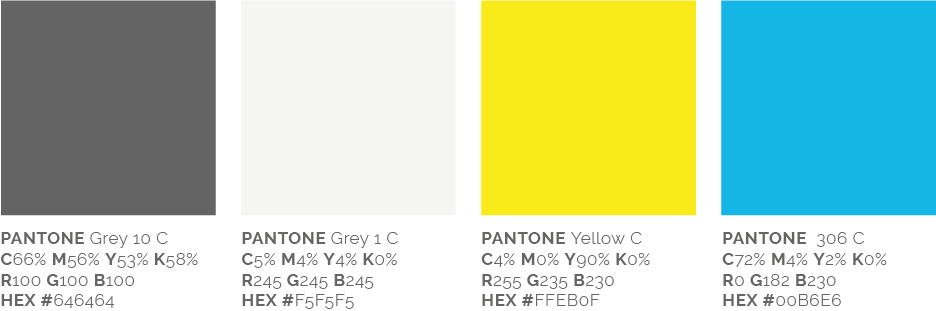 PANTONE Grey 10 C
C66% M56% Y53% K58%
R100 G100 B100
HEX #646464
PANTONE Grey 1 C
C5% M4% Y4% K0%
R245 G245 B245
HEX #F5F5F5
PANTONE Yellow C
C4% M0% Y90% K0%
R255 G235 B230
HEX #FFEB0F
PANTONE 306 C
C72% M4% Y2% K0%
R0 G182 B230
HEX #00B6E6